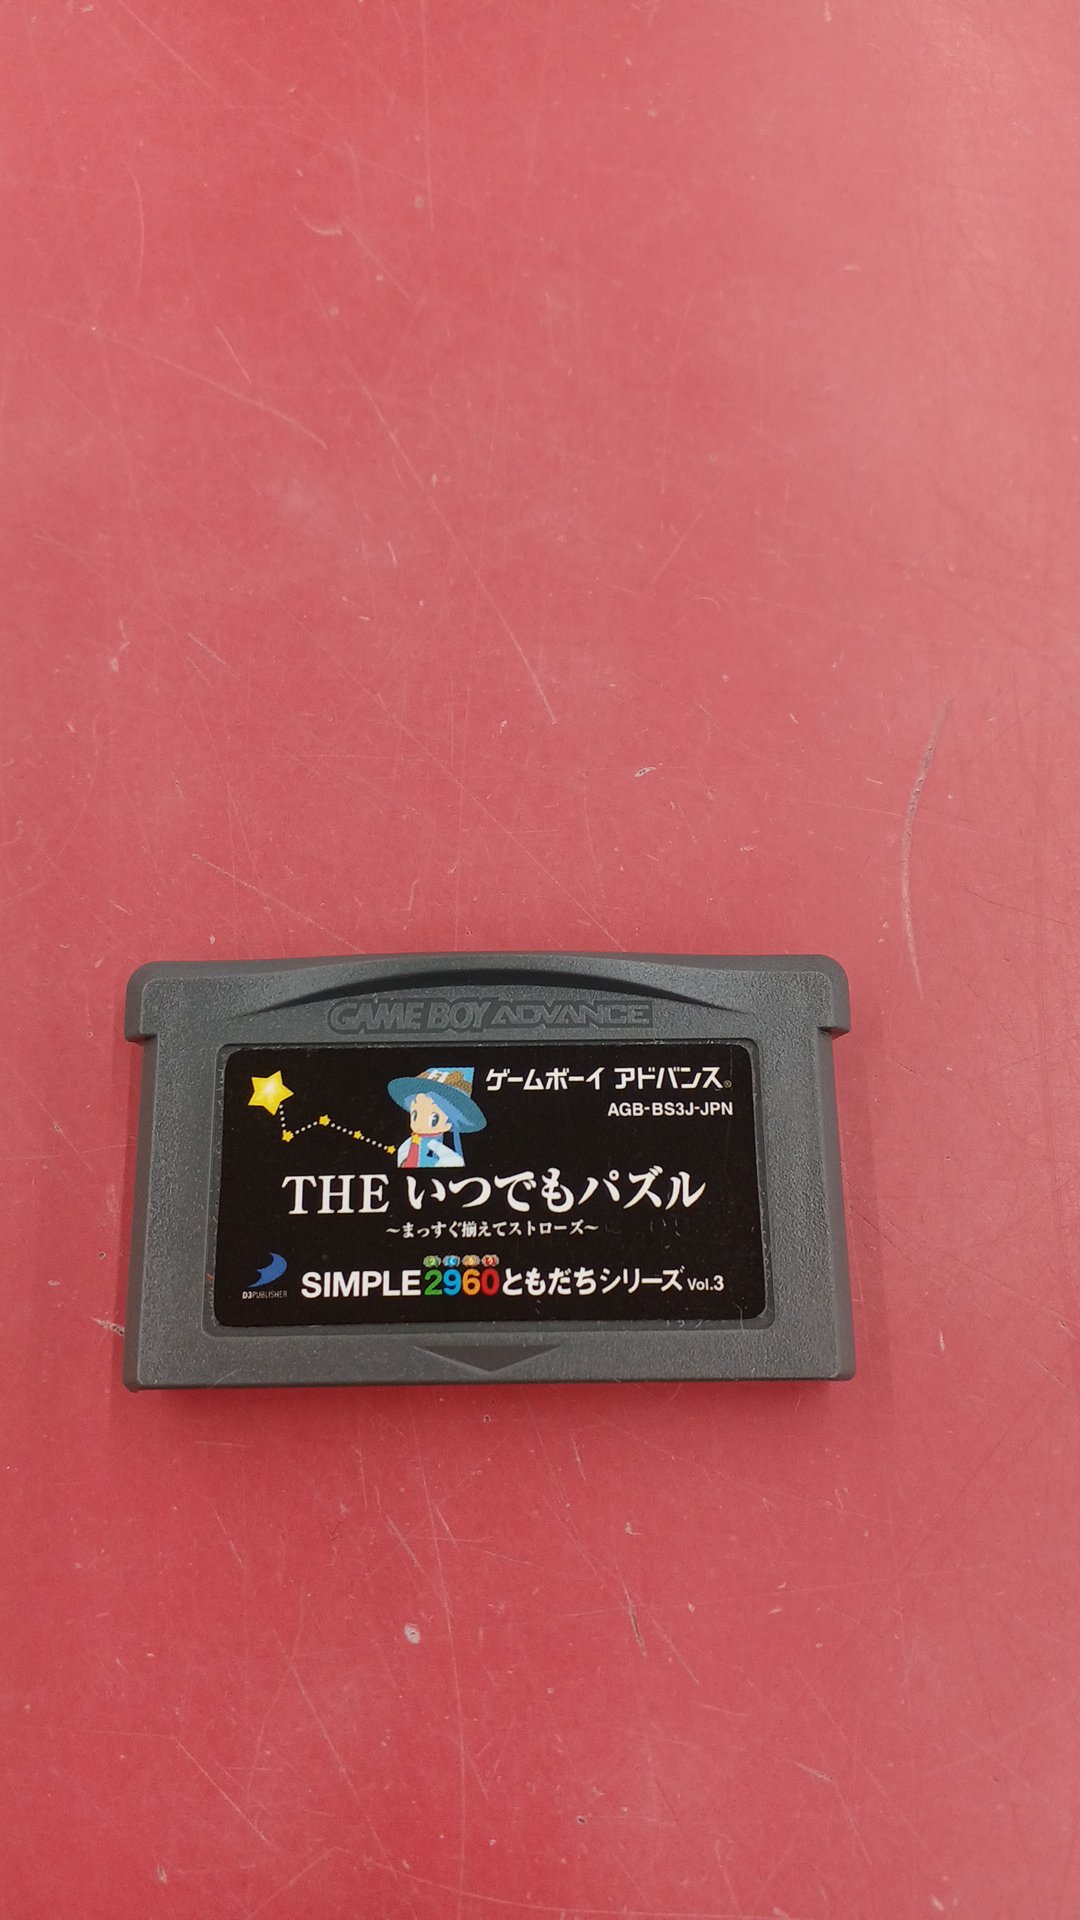 GAME BOY ADVANCE
ゲームボーイ アドバンス®
AGB-BS3J-JPN
THE いつでもパズル
～まっすぐ揃えてストローズ～
D3PUBLISHER
SIMPLE2960ともだちシリーズ Vol.3